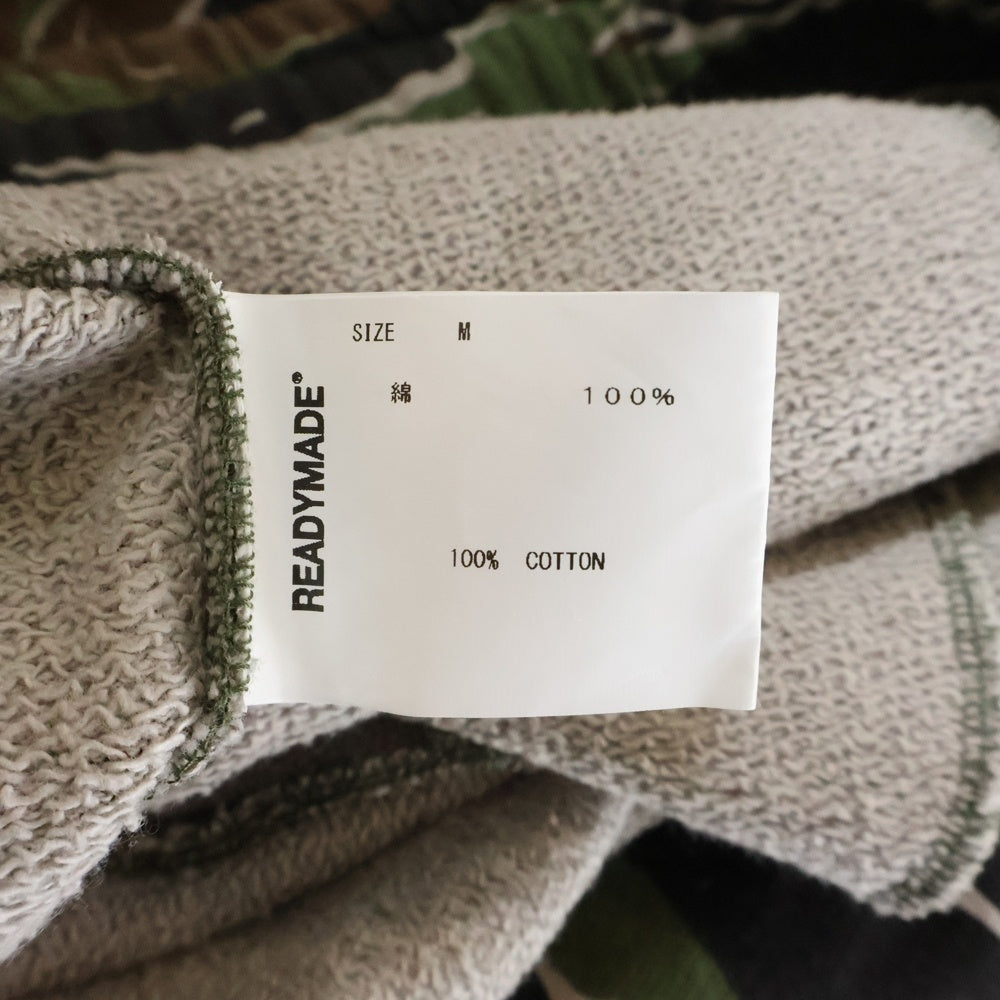 SIZE M
綿 １００％
100% COTTON
READYMADE®